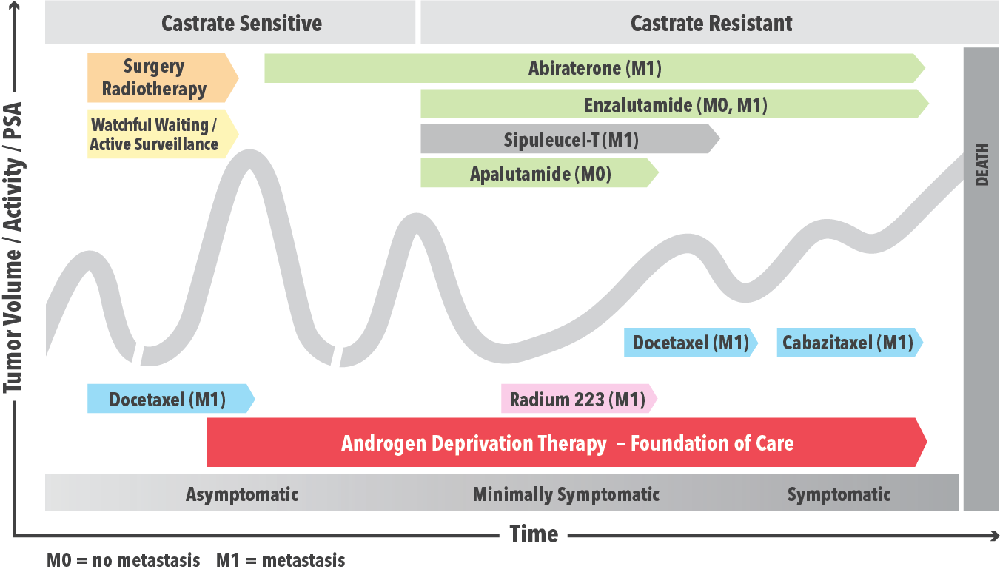 Castrate Sensitive
Castrate Resistant
Surgery
Radiotherapy
Watchful Waiting /
Active Surveillance
Abiraterone (M1)
Enzalutamide (M0, M1)
Sipuleucel-T (M1)
Apalutamide (M0)
DEATH
Tumor Volume / Activity / PSA
Docetaxel (M1)
Cabazitaxel (M1)
Docetaxel (M1)
Radium 223 (M1)
Androgen Deprivation Therapy – Foundation of Care
Asymptomatic
Minimally Symptomatic
Symptomatic
Time
M0 = no metastasis M1 = metastasis